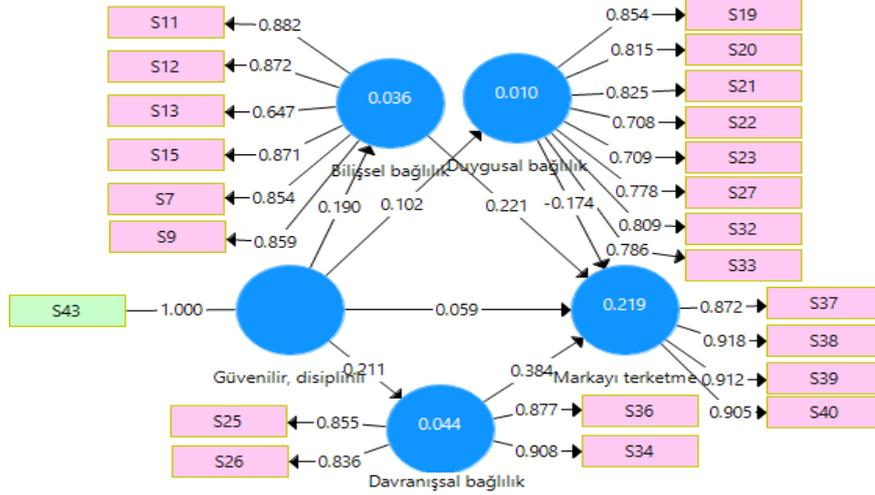 S11
0.882
S12
0.872
S13
0.647
S15
0.871
S7
0.854
S9
0.859
0.036
Bilişsel bağlılık
0.010
Duygusal bağlılık
0.854
S19
0.815
S20
0.825
S21
0.708
S22
0.709
S23
0.778
S27
0.809
S32
0.786
S33
0.190
0.102
0.221
-0.174
S43
1.000
Güvenilir, disiplinli
0.059
0.219
Markayı terketme
0.872
S37
0.918
S38
0.912
S39
0.905
S40
0.211
0.384
0.044
Davranışsal bağlılık
S25
0.855
S26
0.836
0.877
S36
0.908
S34